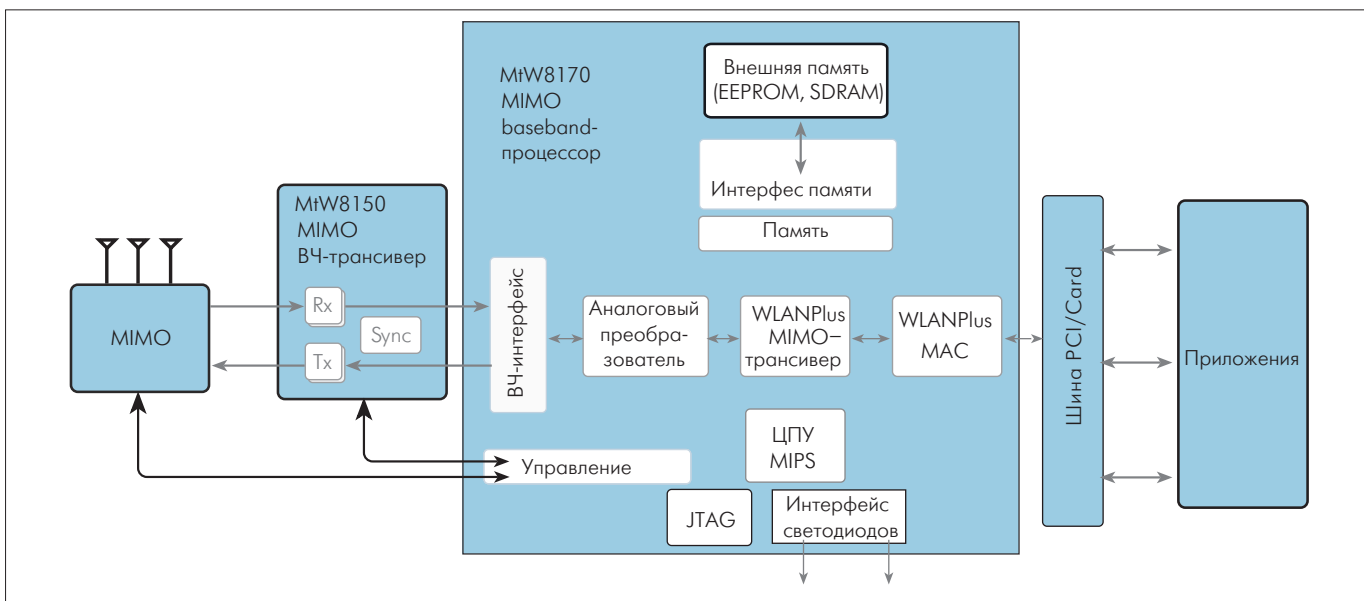 MtW8170
MIMO
baseband-
процессор
Внешняя память
(EEPROM, SDRAM)
Интерфес памяти
Память
MtW8150
MIMO
ВЧ-трансивер
MIMO
Rx
Sync
Tx
ВЧ-интерфейс
Аналоговый
преобра-
зователь
WLANPlus
MIMO–
трансивер
WLANPlus
MAC
Шина PCI/Card
Приложения
Управление
ЦПУ
MIPS
JTAG
Интерфейс
светодиодов